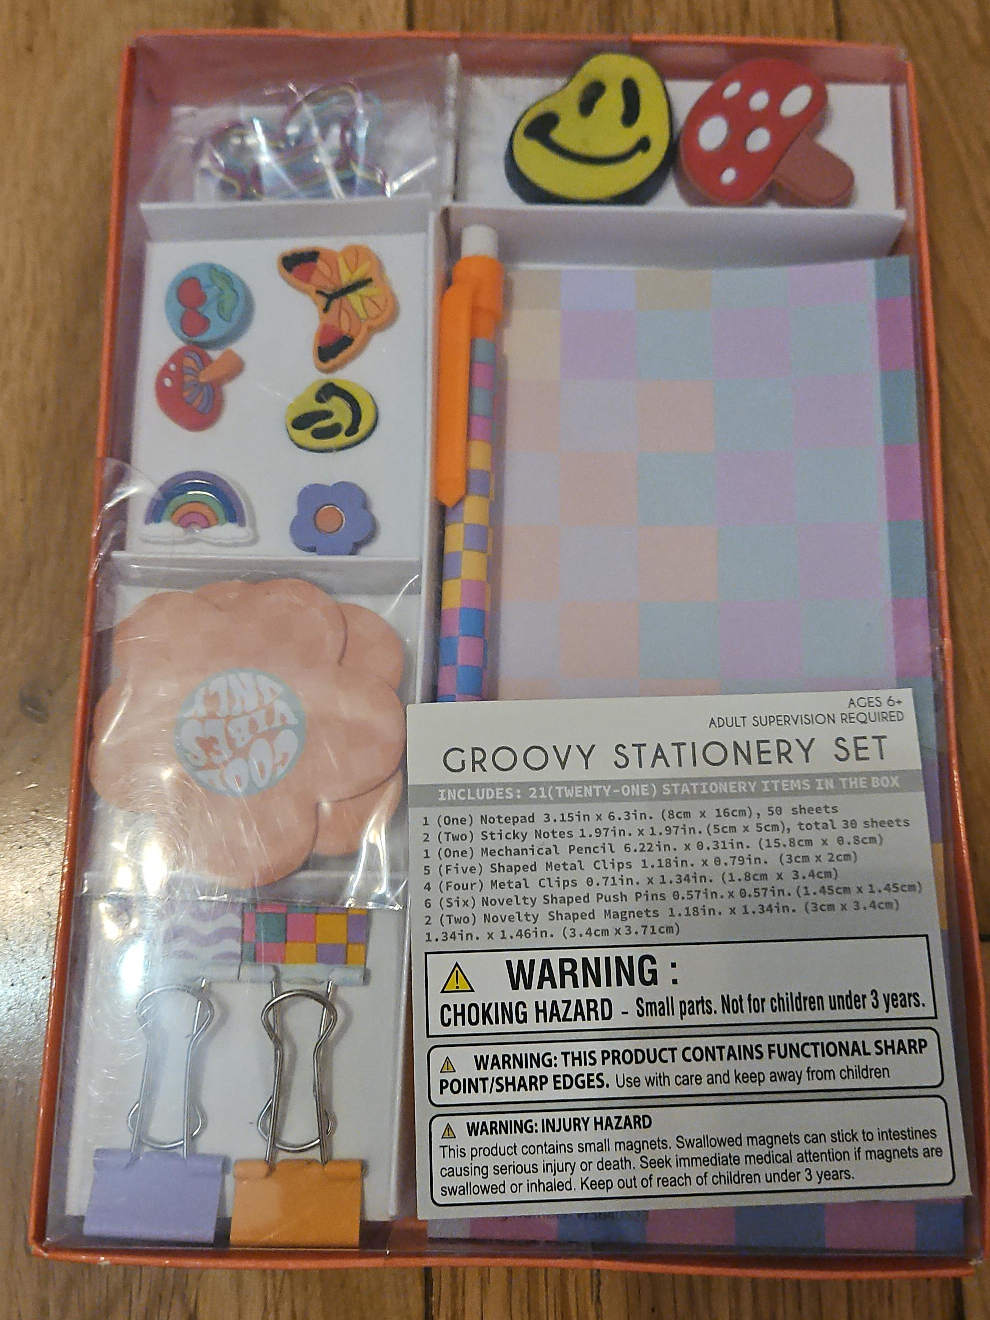 GOOD
VIBES
ONLY
AGES 6+
ADULT SUPERVISION REQUIRED
GROOVY STATIONERY SET
INCLUDES: 21(TWENTY-ONE) STATIONERY ITEMS IN THE BOX
1 (One) Notepad 3.15in x 6.3in. (8cm x 16cm), 50 sheets
2 (Two) Sticky Notes 1.97in. x 1.97in. (5cm x 5cm), total 30 sheets
1 (One) Mechanical Pencil 6.22in. x 0.31in. (15.8cm x 0.8cm)
5 (Five) Shaped Metal Clips 1.18in. x 0.79in. (3cm x 2cm)
4 (Four) Metal Clips 0.71in. x 1.34in. (1.8cm x 3.4cm)
6 (Six) Novelty Shaped Push Pins 0.57in. x 0.57in. (1.45cm x 1.45cm)
2 (Two) Novelty Shaped Magnets 1.18in. x 1.34in. (3cm x 3.4cm)
1.34in. x 1.46in. (3.4cm x 3.71cm)
WARNING :
CHOKING HAZARD - Small parts. Not for children under 3 years.
WARNING: THIS PRODUCT CONTAINS FUNCTIONAL SHARP
POINT/SHARP EDGES. Use with care and keep away from children
WARNING: INJURY HAZARD
This product contains small magnets. Swallowed magnets can stick to intestines
causing serious injury or death. Seek immediate medical attention if magnets are
swallowed or inhaled. Keep out of reach of children under 3 years.